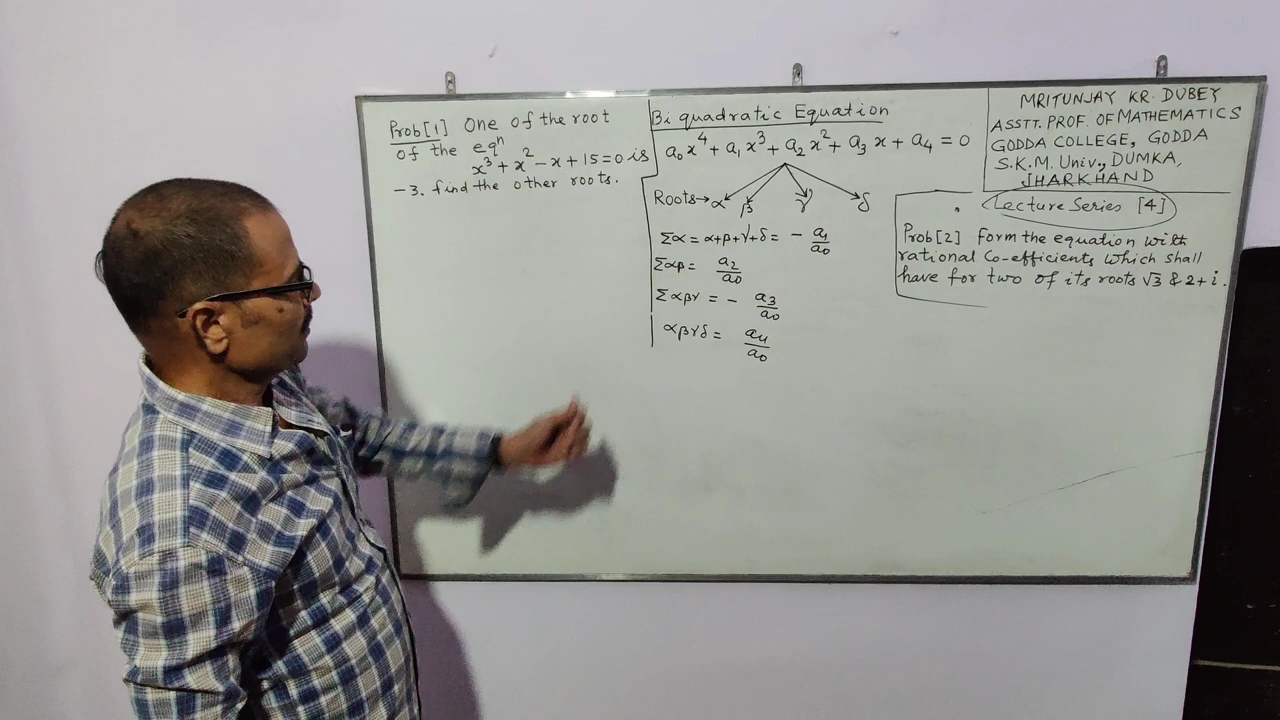 Prob[1] One of the root
of the eqⁿ
x³ + x² - x + 15 = 0 is
-3. find the other roots.
Bi quadratic Equation
a₀x⁴ + a₁x³ + a₂x² + a₃x + a₄ = 0
Roots → α β γ δ
Σα = α+β+γ+δ = - a₁/a₀
Σαβ = a₂/a₀
Σαβγ = - a₃/a₀
αβγδ = a₄/a₀
MRITUNJAY KR. DUBEY
ASSTT. PROF. OF MATHEMATICS
GODDA COLLEGE, GODDA
S.K.M. Univ., DUMKA,
JHARKHAND
Lecture Series [4]
Prob[2] Form the equation with
rational Co-efficients which shall
have for two of its roots √3 & 2+i.